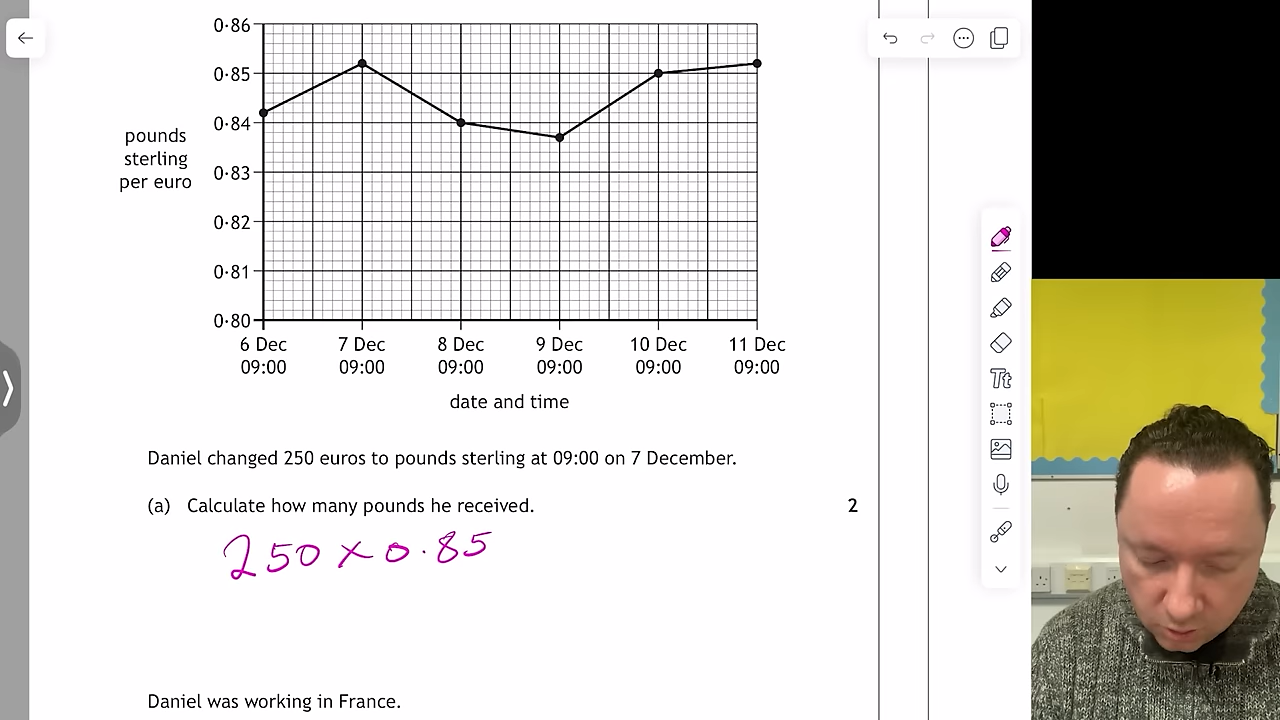 0·86
0·85
0·84
0·83
0·82
0·81
0·80
pounds
sterling
per euro
6 Dec 7 Dec 8 Dec 9 Dec 10 Dec 11 Dec
09:00 09:00 09:00 09:00 09:00 09:00
date and time
Daniel changed 250 euros to pounds sterling at 09:00 on 7 December.
(a) Calculate how many pounds he received. 2
250 × 0.85
Daniel was working in France.
Tt